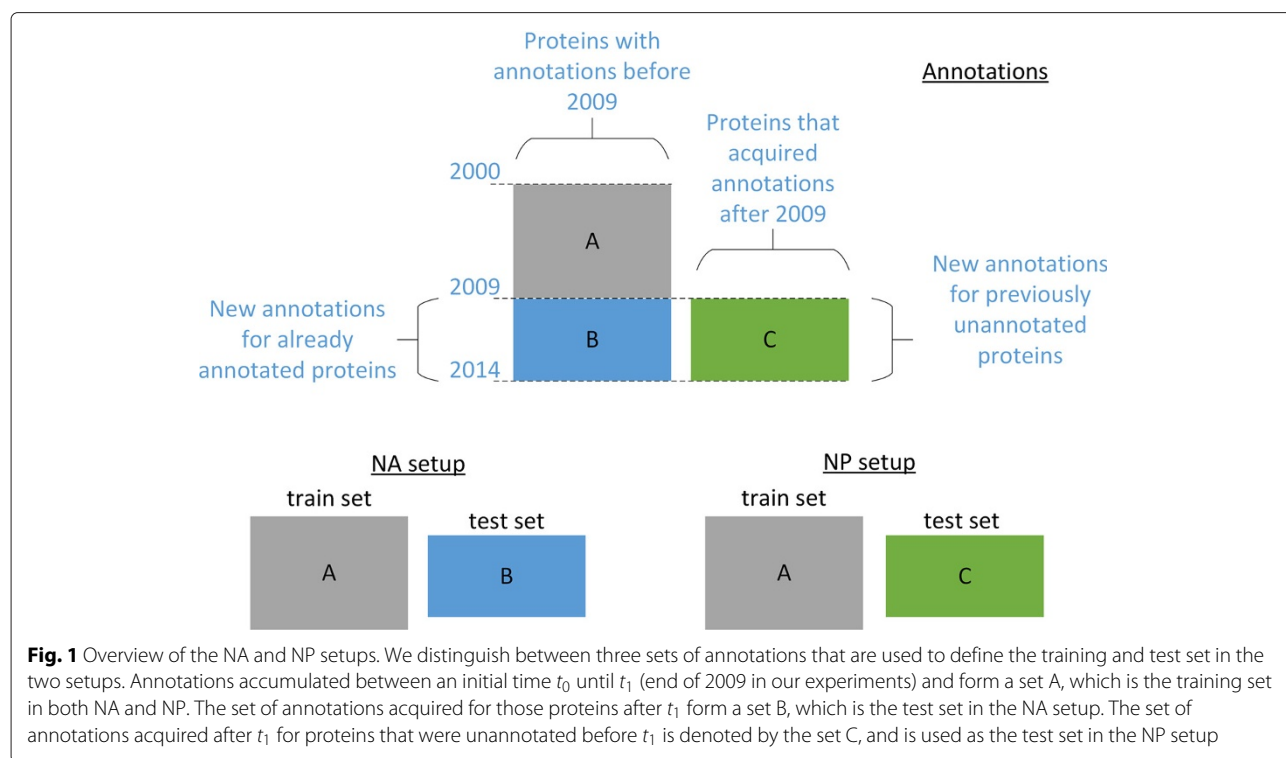 Proteins with
annotations before
2009
Annotations
Proteins that
acquired
annotations
after 2009
2000
A
2009
New annotations
for already
annotated proteins
B
C
New annotations
for previously
unannotated
proteins
2014
NA setup
train set
test set
A
B
NP setup
train set
test set
A
C
Fig. 1 Overview of the NA and NP setups. We distinguish between three sets of annotations that are used to define the training and test set in the
two setups. Annotations accumulated between an initial time t0 until t1 (end of 2009 in our experiments) and form a set A, which is the training set
in both NA and NP. The set of annotations acquired for those proteins after t1 form a set B, which is the test set in the NA setup. The set of
annotations acquired after t1 for proteins that were unannotated before t1 is denoted by the set C, and is used as the test set in the NP setup